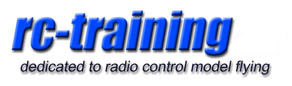 rc-training
dedicated to radio control model flying